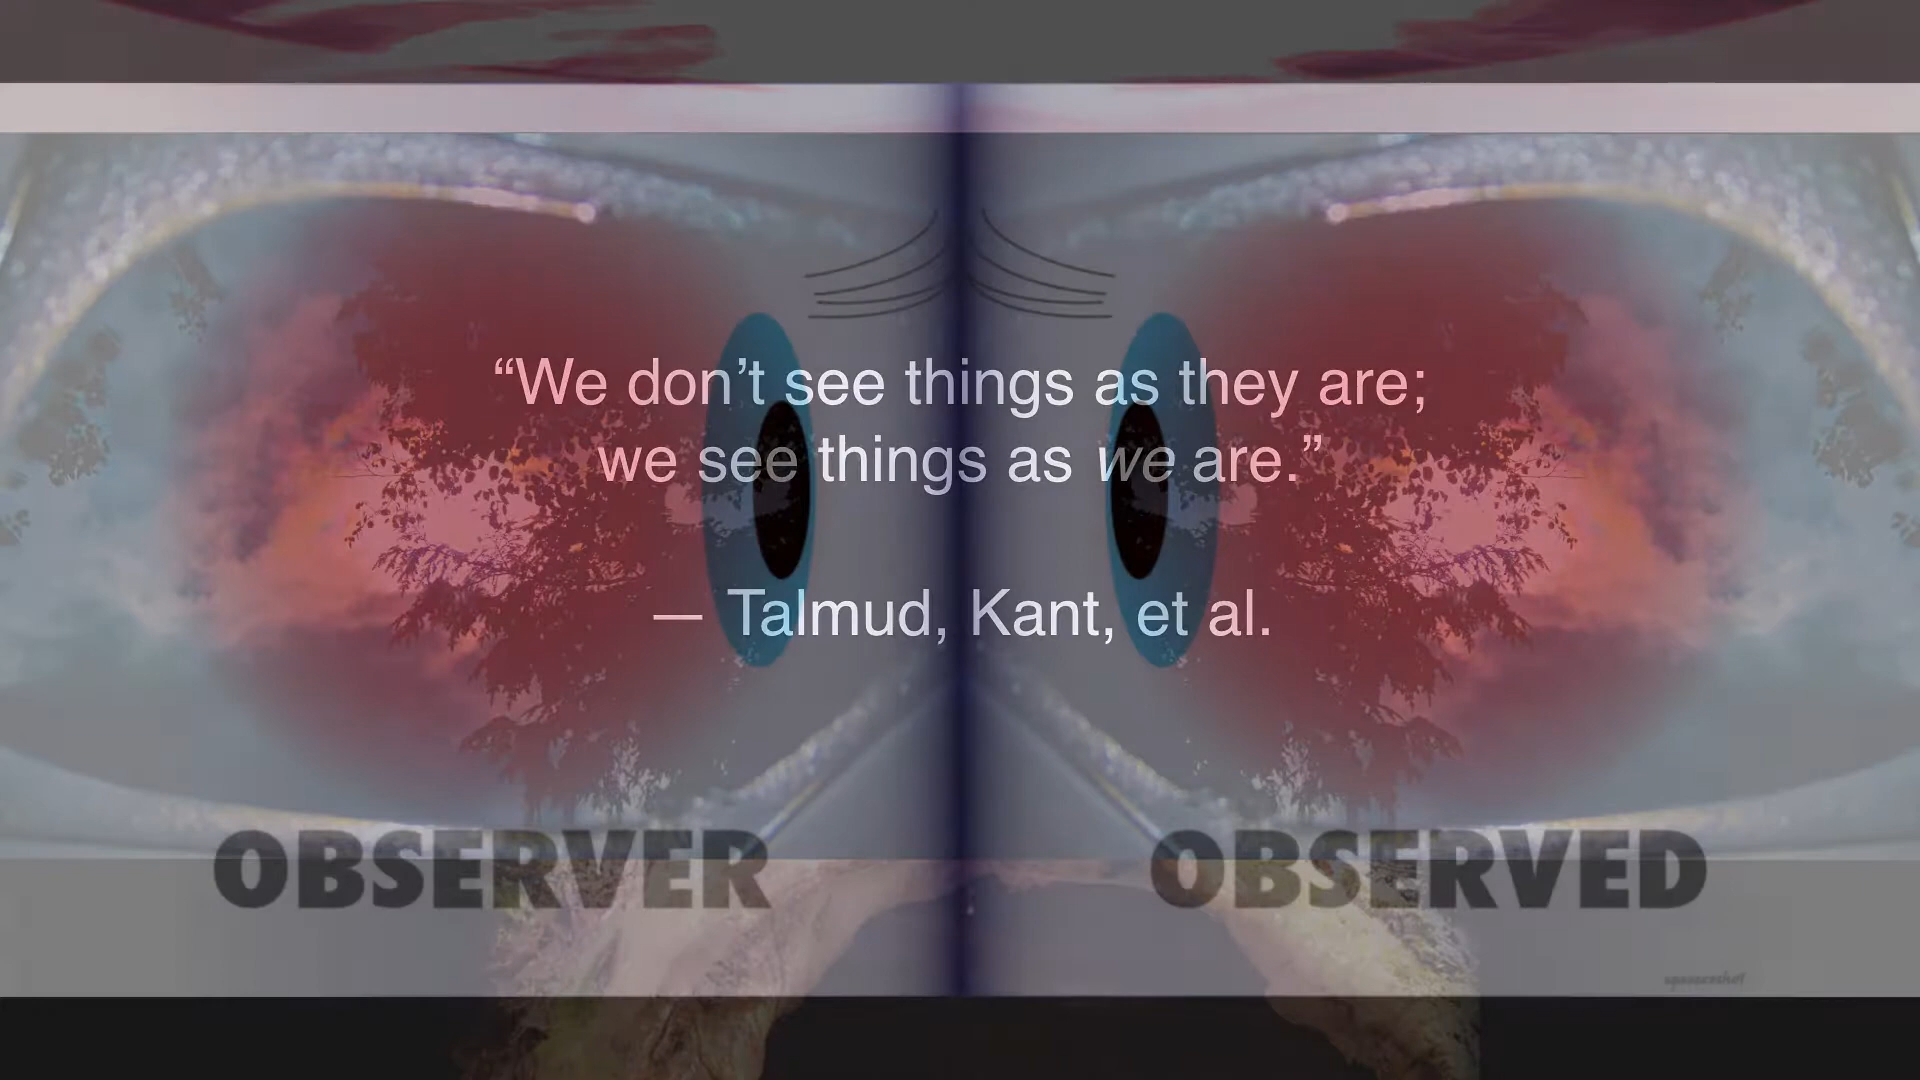 “We don’t see things as they are;
we see things as we are.”
— Talmud, Kant, et al.
OBSERVER
OBSERVED